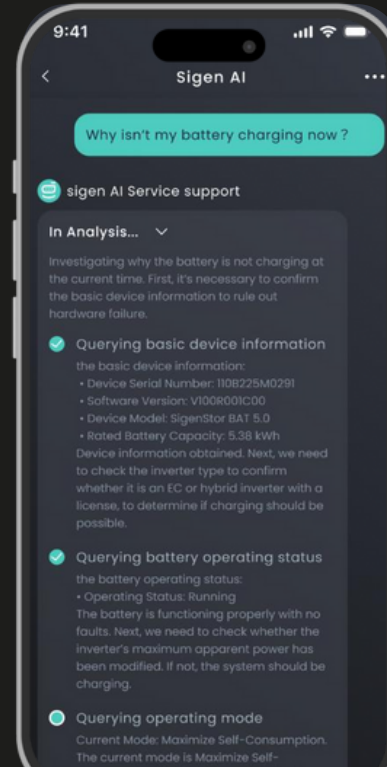 9:41
Sigen AI
Why isn't my battery charging now ?
sigen AI Service support
In Analysis...
Investigating why the battery is not charging at
the current time. First, it's necessary to confirm
the basic device information to rule out
hardware failure.
Querying basic device information
the basic device information:
• Device Serial Number: 110B225M0291
• Software Version: V100R001C00
• Device Model: SigenStor BAT 5.0
• Rated Battery Capacity: 5.38 kWh
Device information obtained. Next, we need
to check the inverter type to confirm
whether it is an EC or hybrid inverter with a
license, to determine if charging should be
possible.
Querying battery operating status
the battery operating status:
• Operating Status: Running
The battery is functioning properly with no
faults. Next, we need to check whether the
inverter's maximum apparent power has
been modified. If not, the system should be
charging.
Querying operating mode
Current Mode: Maximize Self-Consumption.
The current mode is Maximize Self-